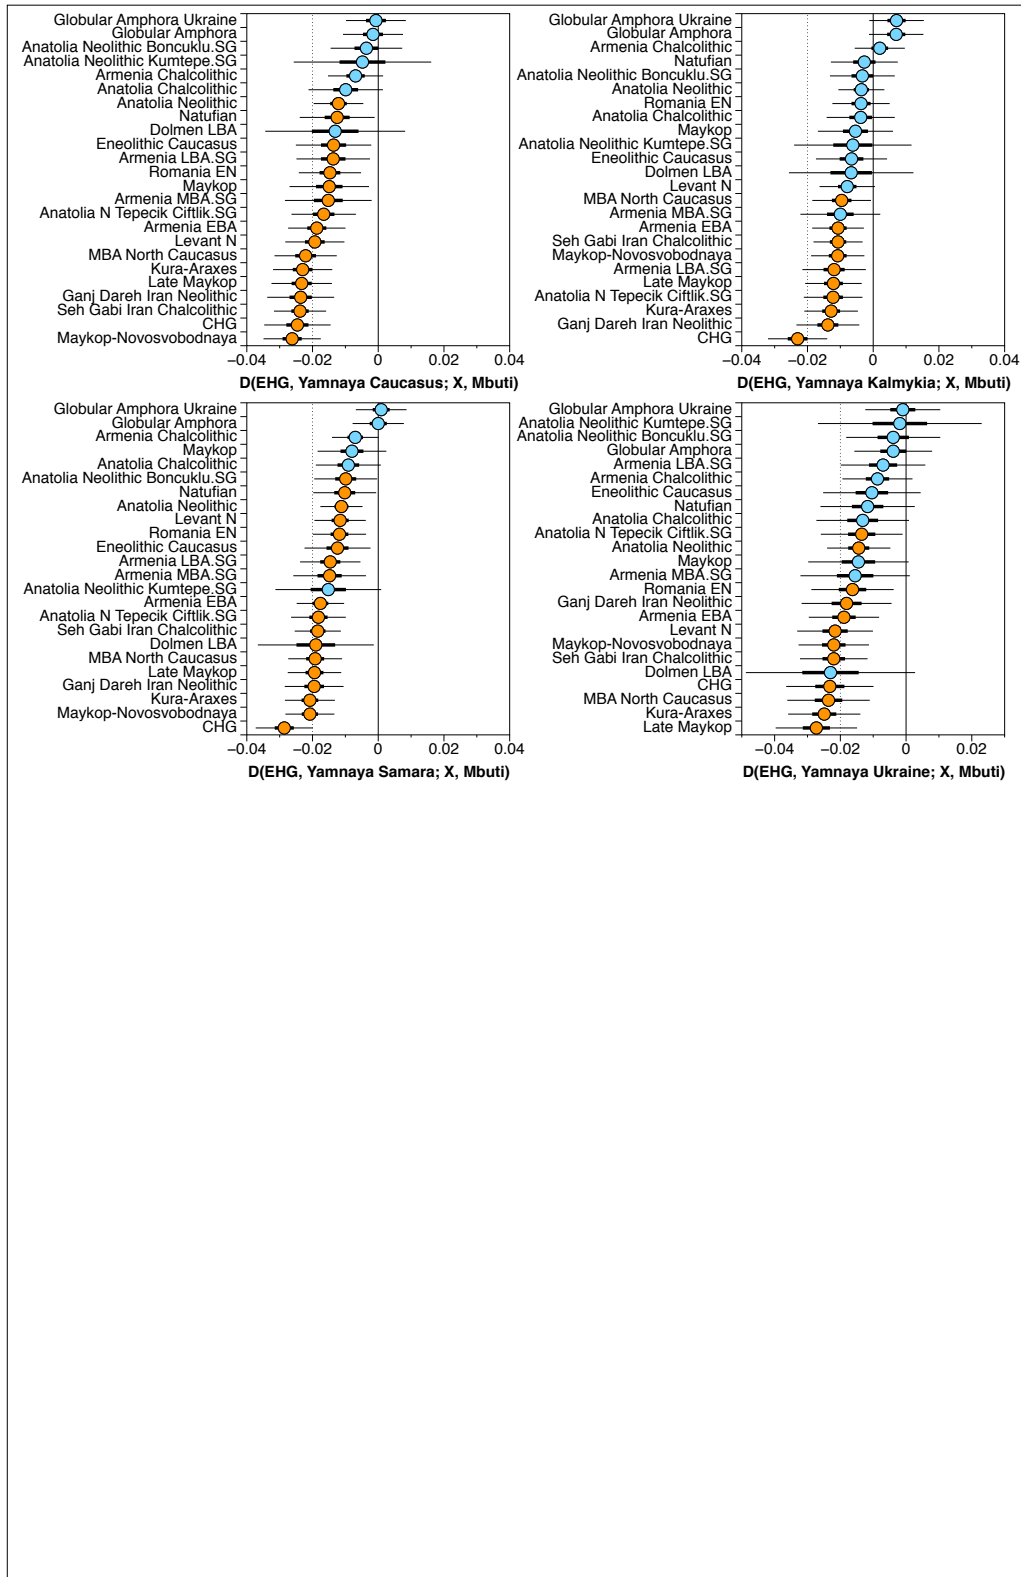 Globular Amphora Ukraine
Globular Amphora
Anatolia Neolithic Boncuklu.SG
Anatolia Neolithic Kumtepe.SG
Armenia Chalcolithic
Anatolia Chalcolithic
Anatolia Neolithic
Natufian
Dolmen LBA
Eneolithic Caucasus
Armenia LBA.SG
Romania EN
Maykop
Armenia MBA.SG
Anatolia N Tepecik Ciftlik.SG
Armenia EBA
Levant N
MBA North Caucasus
Kura-Araxes
Late Maykop
Ganj Dareh Iran Neolithic
Seh Gabi Iran Chalcolithic
CHG
Maykop-Novosvobodnaya
−0.04 −0.02 0 0.02 0.04
D(EHG, Yamnaya Caucasus; X, Mbuti)
Globular Amphora Ukraine
Globular Amphora
Armenia Chalcolithic
Natufian
Anatolia Neolithic Boncuklu.SG
Anatolia Neolithic
Romania EN
Anatolia Chalcolithic
Maykop
Anatolia Neolithic Kumtepe.SG
Eneolithic Caucasus
Dolmen LBA
Levant N
MBA North Caucasus
Armenia MBA.SG
Armenia EBA
Seh Gabi Iran Chalcolithic
Maykop-Novosvobodnaya
Armenia LBA.SG
Late Maykop
Anatolia N Tepecik Ciftlik.SG
Kura-Araxes
Ganj Dareh Iran Neolithic
CHG
−0.04 −0.02 0 0.02 0.04
D(EHG, Yamnaya Kalmykia; X, Mbuti)
Globular Amphora Ukraine
Globular Amphora
Armenia Chalcolithic
Maykop
Anatolia Chalcolithic
Anatolia Neolithic Boncuklu.SG
Natufian
Anatolia Neolithic
Levant N
Romania EN
Eneolithic Caucasus
Armenia LBA.SG
Armenia MBA.SG
Anatolia Neolithic Kumtepe.SG
Armenia EBA
Anatolia N Tepecik Ciftlik.SG
Seh Gabi Iran Chalcolithic
Dolmen LBA
MBA North Caucasus
Late Maykop
Ganj Dareh Iran Neolithic
Kura-Araxes
Maykop-Novosvobodnaya
CHG
−0.04 −0.02 0 0.02 0.04
D(EHG, Yamnaya Samara; X, Mbuti)
Globular Amphora Ukraine
Anatolia Neolithic Kumtepe.SG
Anatolia Neolithic Boncuklu.SG
Globular Amphora
Armenia LBA.SG
Armenia Chalcolithic
Eneolithic Caucasus
Natufian
Anatolia Chalcolithic
Anatolia N Tepecik Ciftlik.SG
Anatolia Neolithic
Maykop
Armenia MBA.SG
Romania EN
Ganj Dareh Iran Neolithic
Armenia EBA
Levant N
Maykop-Novosvobodnaya
Seh Gabi Iran Chalcolithic
Dolmen LBA
CHG
MBA North Caucasus
Kura-Araxes
Late Maykop
−0.04 −0.02 0 0.02
D(EHG, Yamnaya Ukraine; X, Mbuti)